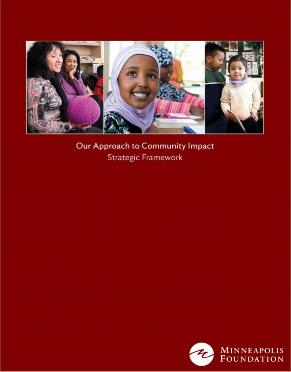 Our Approach to Community Impact
Strategic Framework
MINNEAPOLIS
FOUNDATION